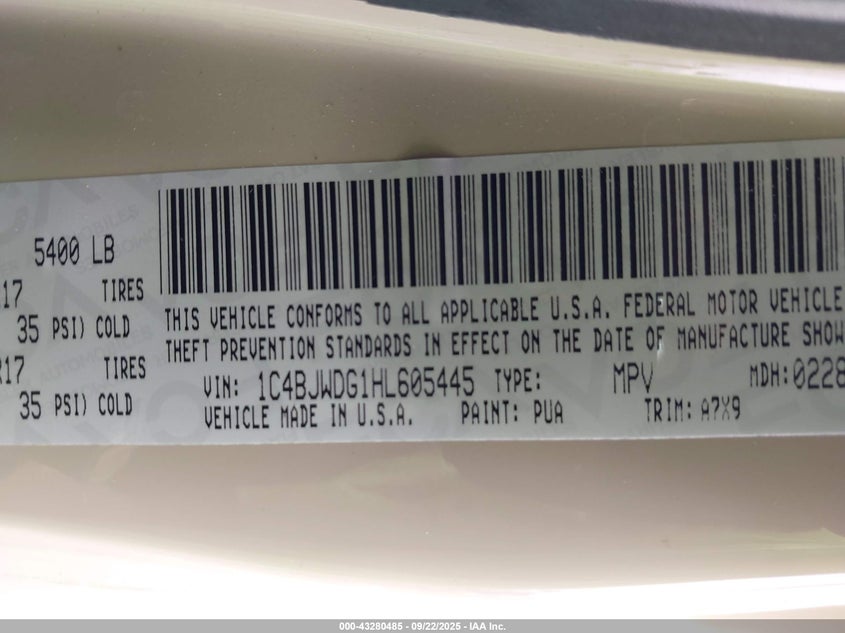 5400 LB
17 TIRES
35 PSI) COLD
R17 TIRES
35 PSI) COLD
THIS VEHICLE CONFORMS TO ALL APPLICABLE U.S.A. FEDERAL MOTOR VEHICLE
THEFT PREVENTION STANDARDS IN EFFECT ON THE DATE OF MANUFACTURE SHOW
VIN: 1C4BJWDG1HL605445 TYPE: MPV MDH:0228
VEHICLE MADE IN U.S.A. PAINT: PUA TRIM: A7X9
000-43280485 - 09/22/2025 - IAA Inc.